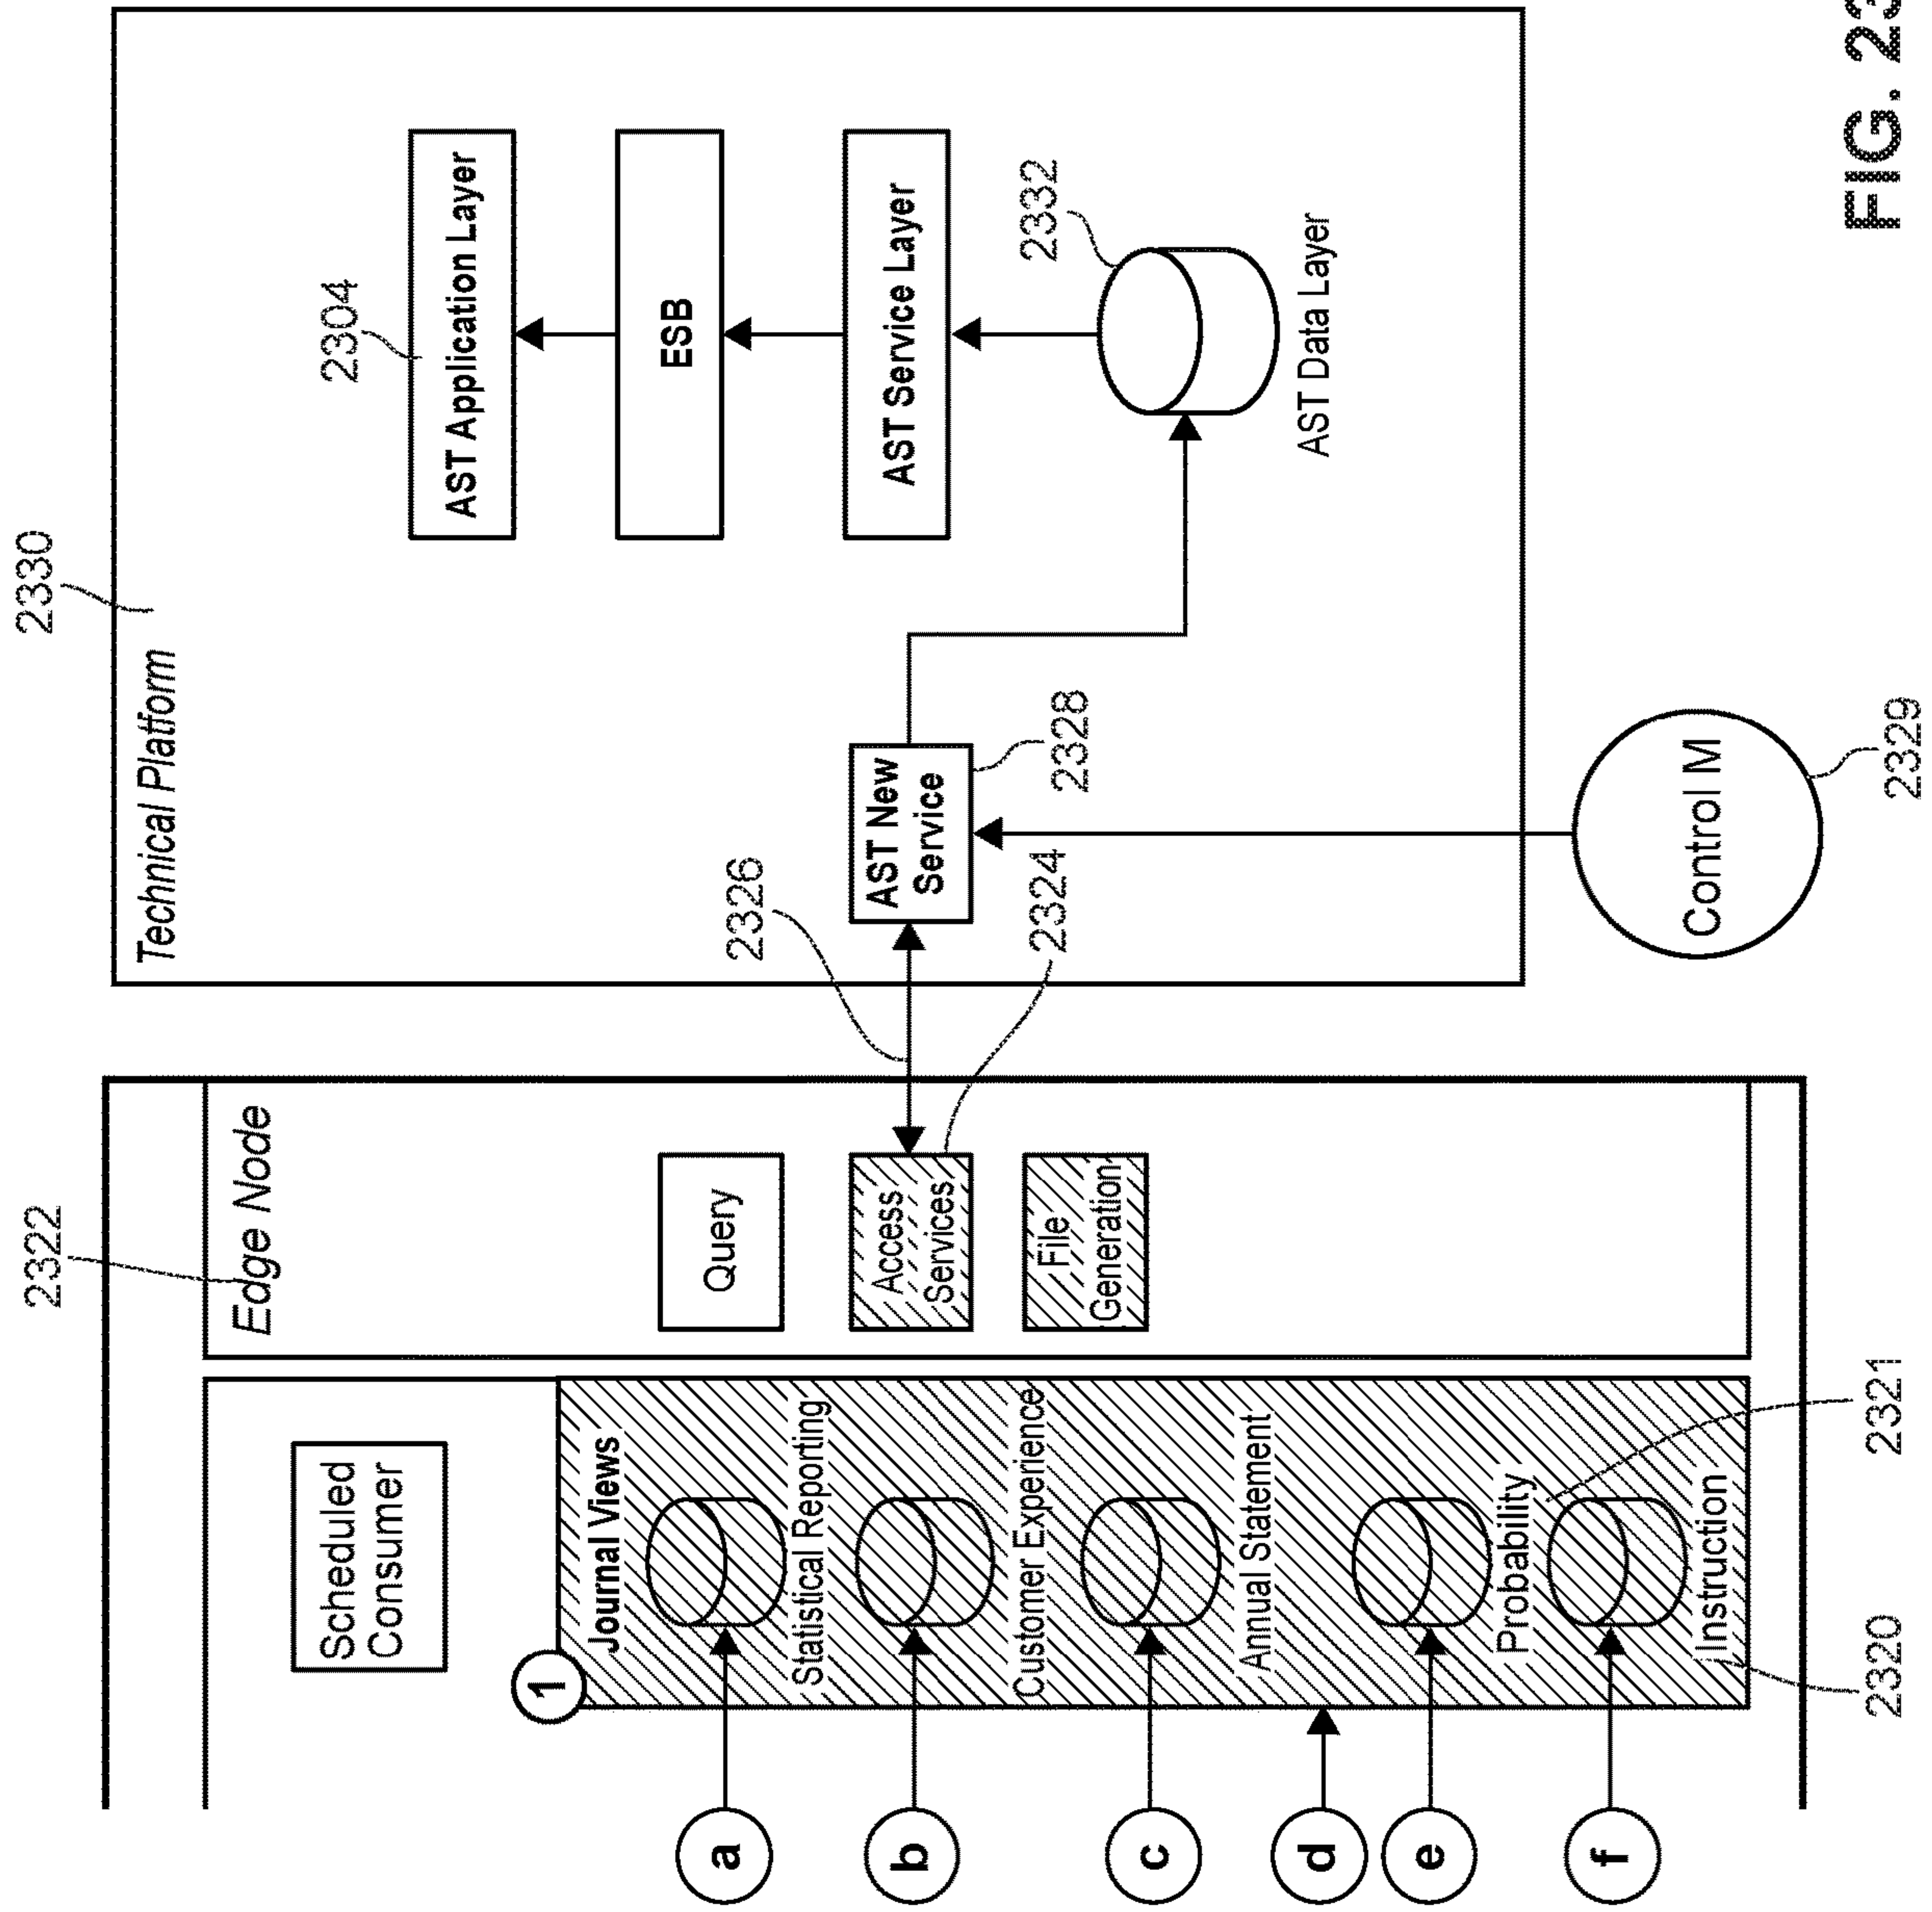 2322
2330
Edge Node
Technical Platform
Scheduled
Consumer
2304
AST Application Layer
1
Journal Views
ESB
a
Query
Statistical Reporting
2326
b
Access
Services
AST New
Service
AST Service Layer
Customer Experience
2324
2328
2332
File
Generation
c
Annual Statement
AST Data Layer
d
e
Probability
f
Instruction
Control M
2320
2321
2329
FIG. 23